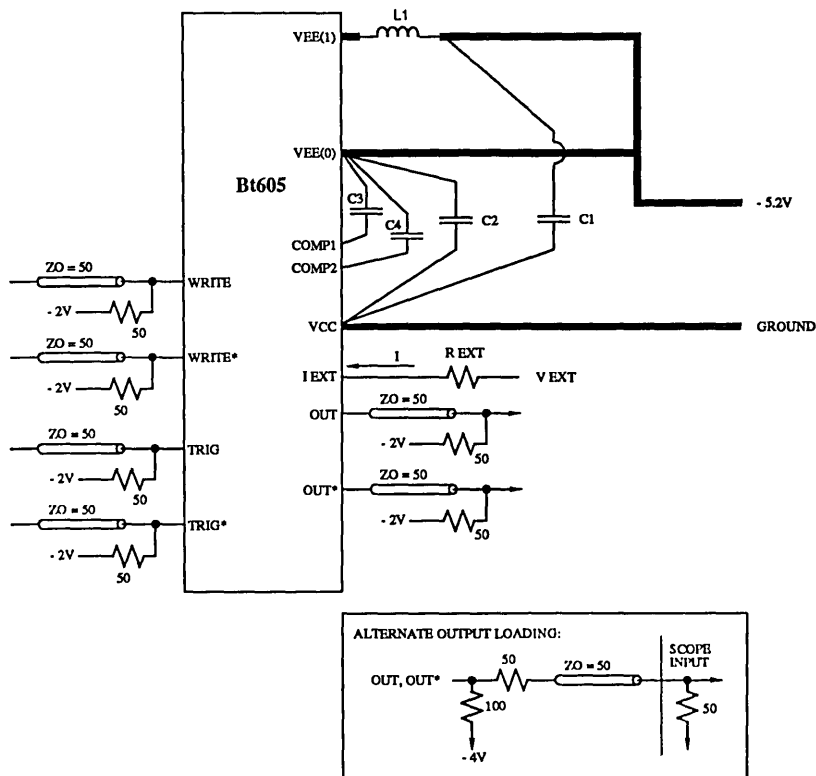 L1
VEE(1)
VEE(0)
Bt605
C3
C4
C2
C1
- 5.2V
COMP1
COMP2
ZO = 50
WRITE
- 2V
50
VCC
GROUND
ZO = 50
WRITE*
- 2V
50
I
R EXT
I EXT
V EXT
ZO = 50
OUT
- 2V
50
ZO = 50
TRIG
- 2V
50
ZO = 50
OUT*
- 2V
50
ZO = 50
TRIG*
- 2V
50
ALTERNATE OUTPUT LOADING:
SCOPE
INPUT
50
ZO = 50
OUT, OUT*
100
50
- 4V